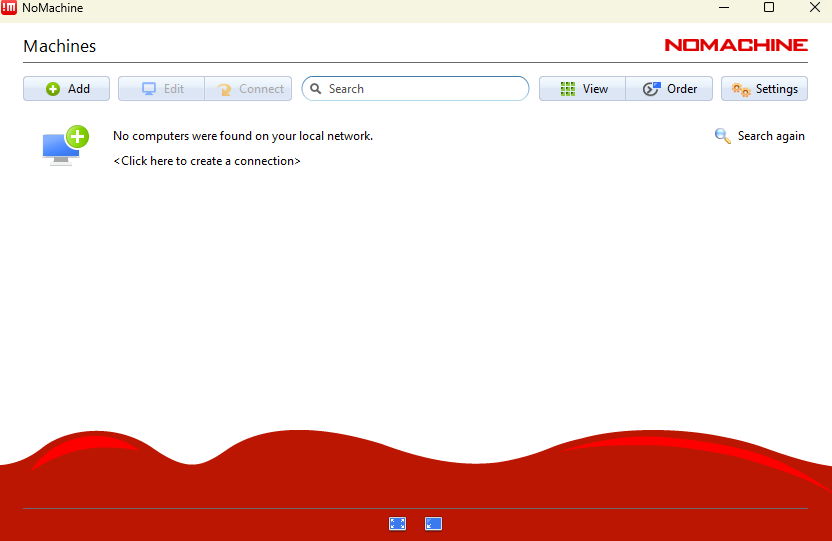 !M NoMachine
Machines
NOMACHINE
Add
Edit
Connect
Search
View
Order
Settings
No computers were found on your local network.
Search again
<Click here to create a connection>